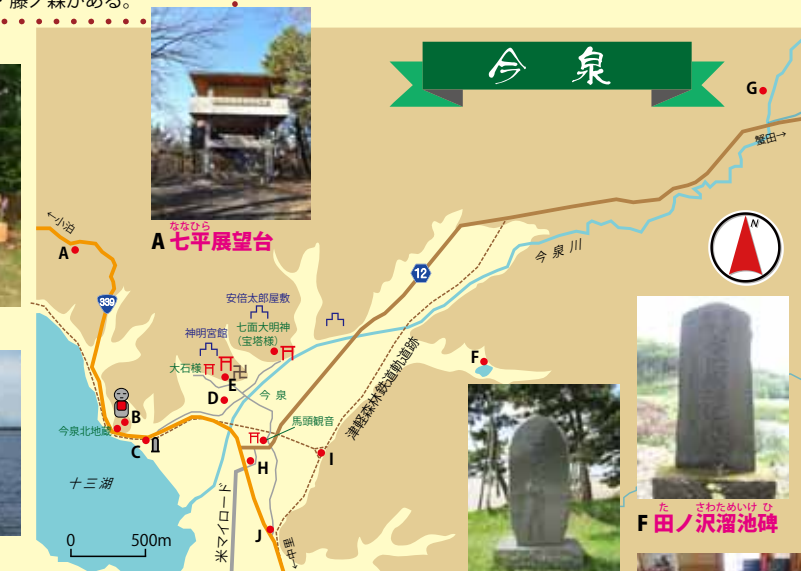 藤ノ森がある。
今泉
G
蟹田→
N
ななひら
A 七平展望台
←小泊
A
339
12
今泉川
安倍太郎屋敷
神明宮館
七面大明神
(宝塔様)
大石様
E
D
今泉
F
津軽森林鉄道軌道跡
馬頭観音
B
今泉北地蔵
C
H
I
十三湖
米マイロード
J
中里→
0 500m
た さわためいけ ひ
F 田ノ沢溜池碑